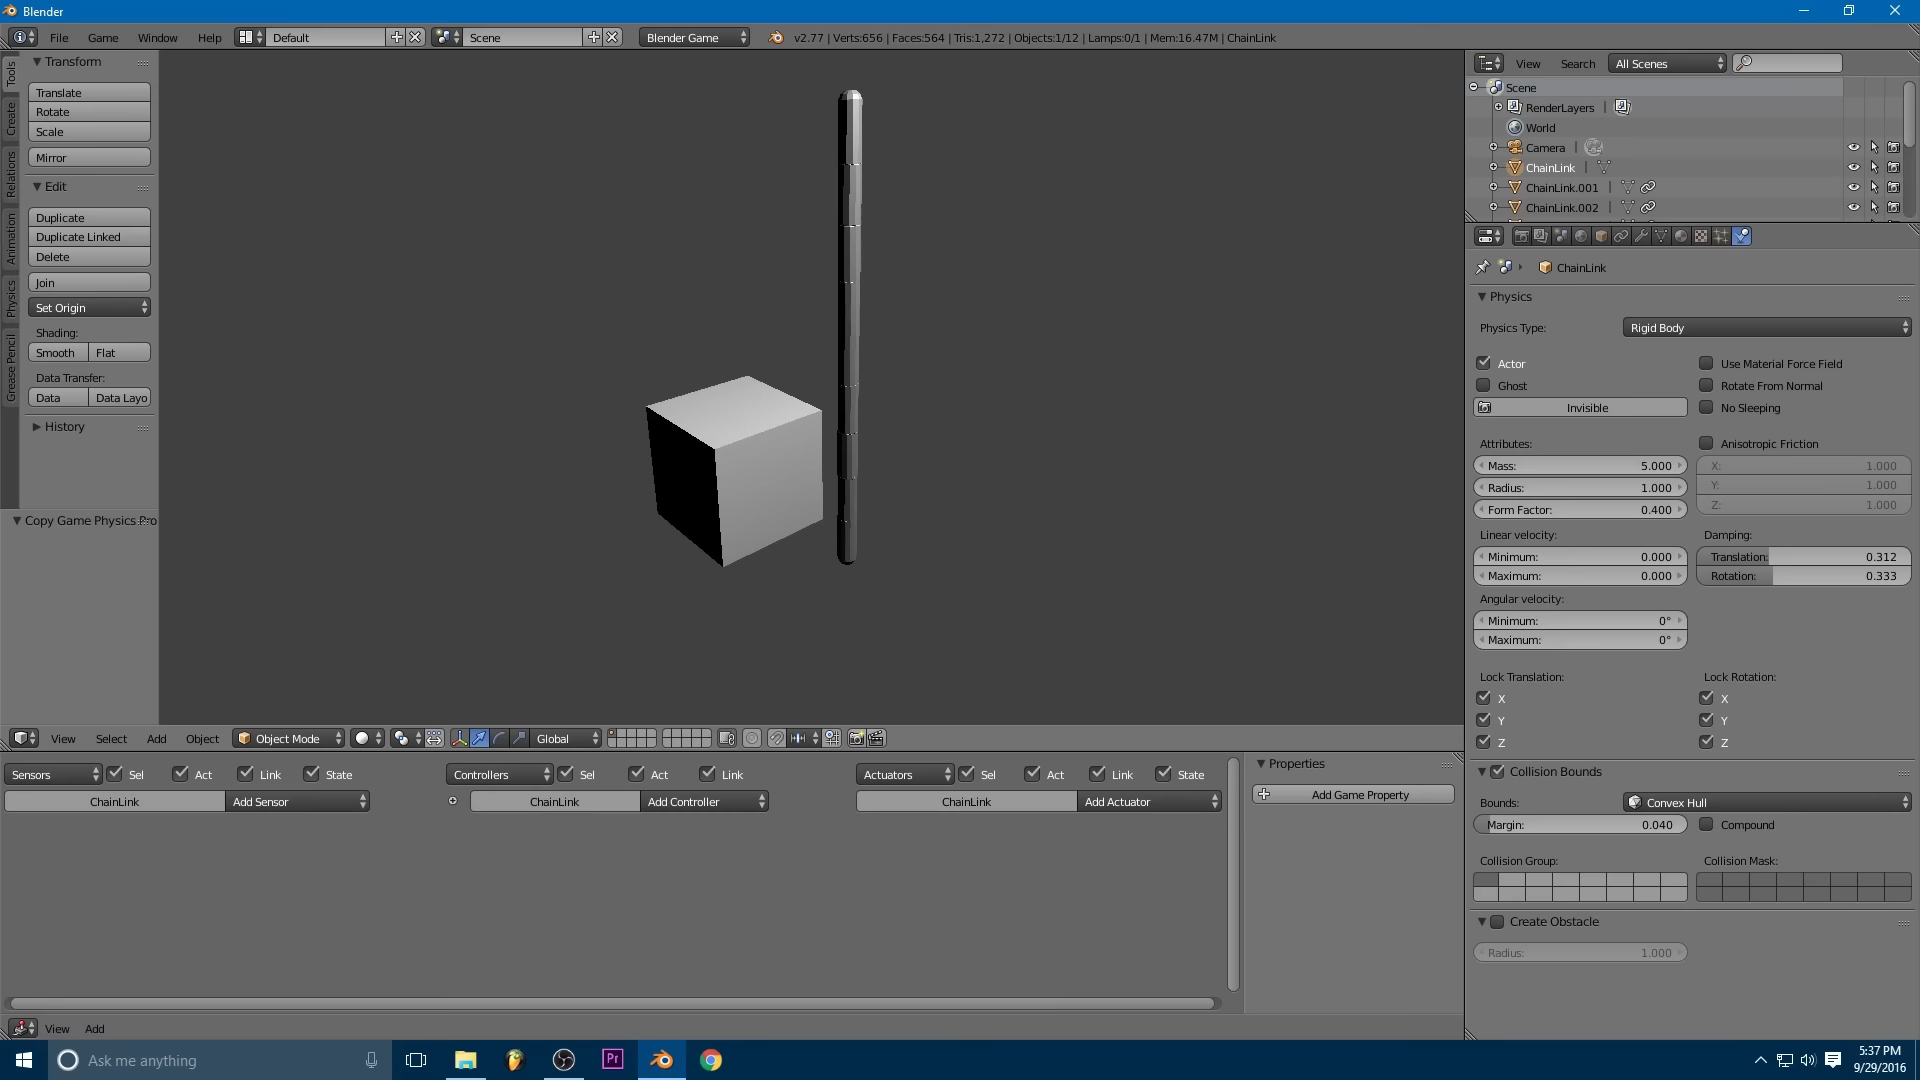 Blender
File Game Window Help Default Scene Blender Game v2.77 | Verts:656 | Faces:564 | Tris:1,272 | Objects:1/12 | Lamps:0/1 | Mem:16.47M | ChainLink
Tools
Create
Relations
Animation
Physics
Grease Pencil
Transform
Translate
Rotate
Scale
Mirror
Edit
Duplicate
Duplicate Linked
Delete
Join
Set Origin
Shading:
Smooth Flat
Data Transfer:
Data Data Layo
History
Copy Game Physics Pro
View Select Add Object Object Mode Global
Sensors Sel Act Link State
ChainLink Add Sensor
Controllers Sel Act Link
ChainLink Add Controller
Actuators Sel Act Link State
ChainLink Add Actuator
Properties
Add Game Property
View Add
View Search All Scenes
Scene
RenderLayers |
World
Camera |
ChainLink |
ChainLink.001 |
ChainLink.002 |
ChainLink
Physics
Physics Type: Rigid Body
Actor Use Material Force Field
Ghost Rotate From Normal
Invisible No Sleeping
Attributes: Anisotropic Friction
Mass: 5.000 X: 1.000
Radius: 1.000 Y: 1.000
Form Factor: 0.400 Z: 1.000
Linear velocity: Damping:
Minimum: 0.000 Translation: 0.312
Maximum: 0.000 Rotation: 0.333
Angular velocity:
Minimum: 0°
Maximum: 0°
Lock Translation: Lock Rotation:
X X
Y Y
Z Z
Collision Bounds
Bounds: Convex Hull
Margin: 0.040 Compound
Collision Group: Collision Mask:
Create Obstacle
Radius: 1.000
Ask me anything
Pr
5:37 PM
9/29/2016